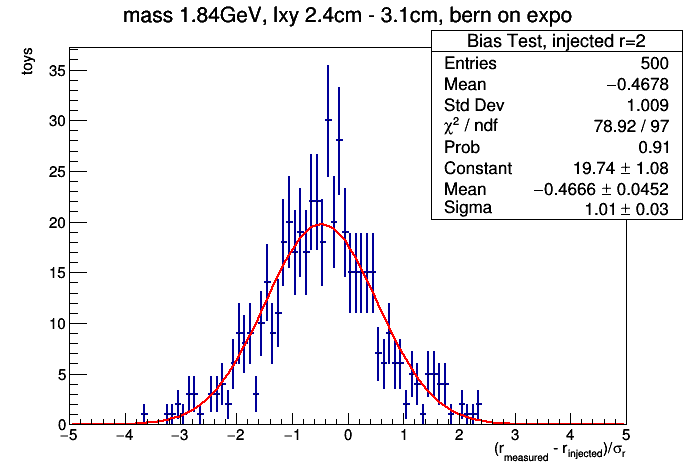 mass 1.84GeV, lxy 2.4cm - 3.1cm, bern on expo
Bias Test, injected r=2
Entries 500
Mean −0.4678
Std Dev 1.009
χ² / ndf 78.92 / 97
Prob 0.91
Constant 19.74 ± 1.08
Mean −0.4666 ± 0.0452
Sigma 1.01 ± 0.03
toys
35
30
25
20
15
10
5
0
−5 −4 −3 −2 −1 0 1 2 3 4 5
(r_measured - r_injected)/σ_r